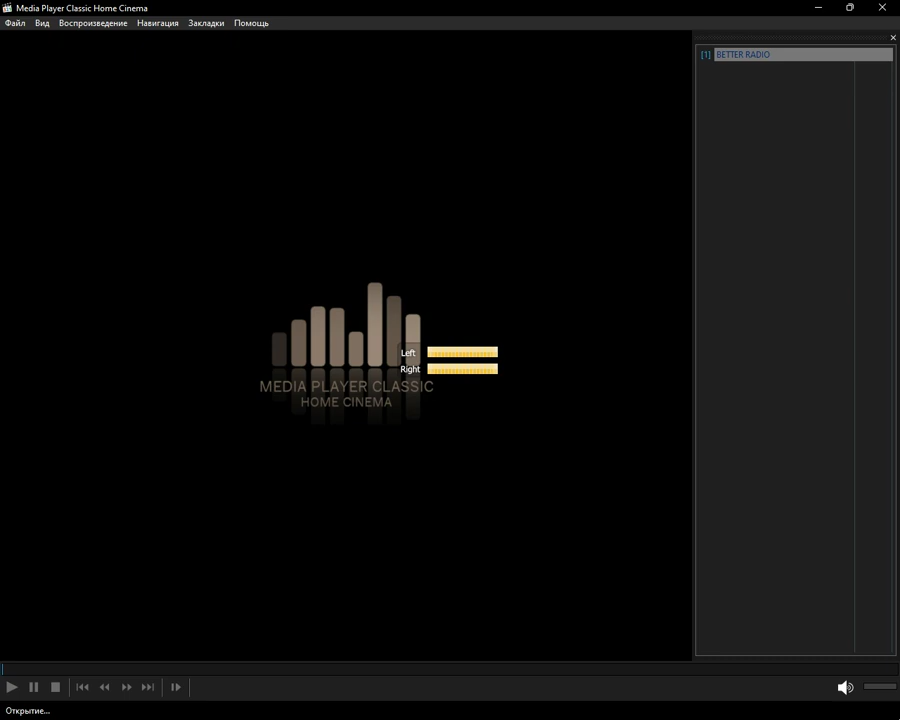 Media Player Classic Home Cinema
Файл Вид Воспроизведение Навигация Закладки Помощь
[1] BETTER RADIO
Left
Right
MEDIA PLAYER CLASSIC
HOME CINEMA
Открытие...